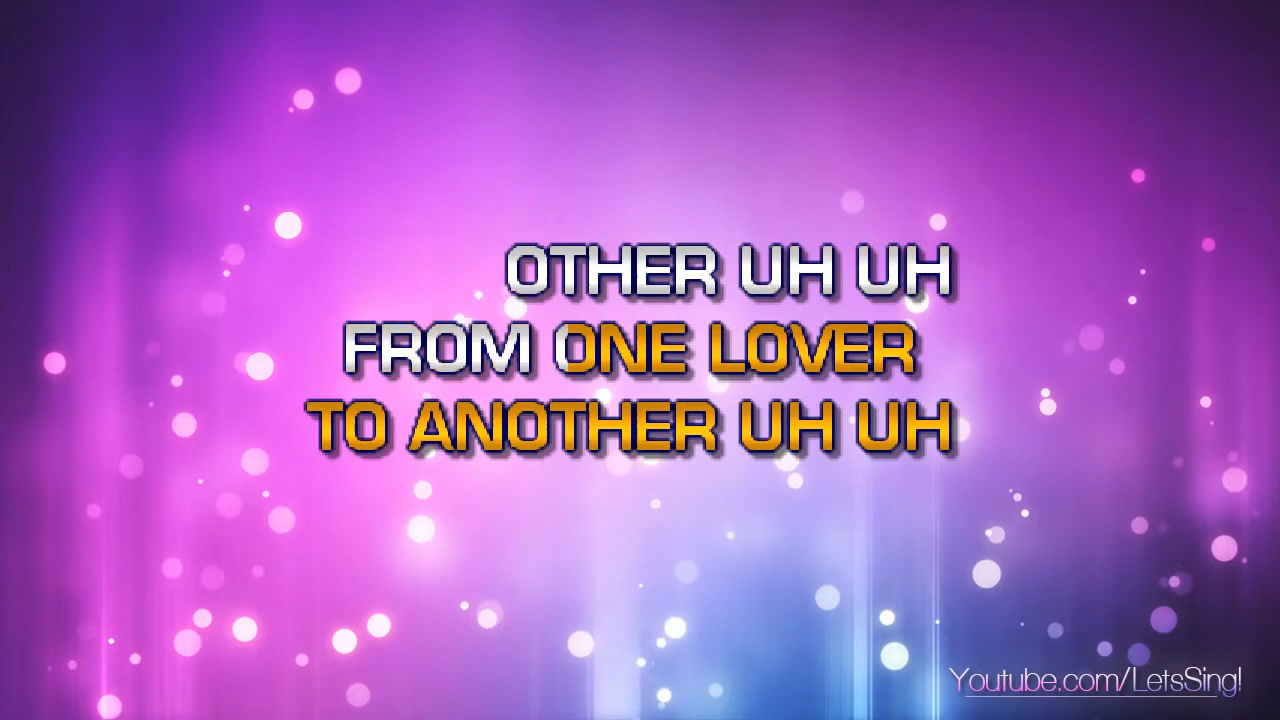 OTHER UH UH
FROM ONE LOVER
TO ANOTHER UH UH
Youtube.com/LetsSing!